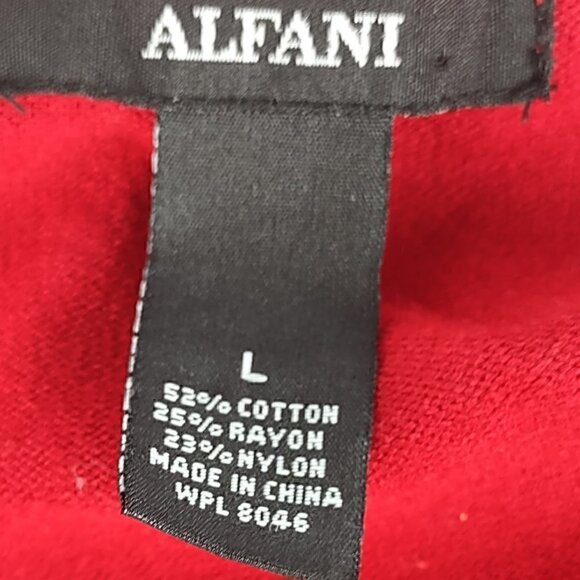 ALFANI
L
52% COTTON
25% RAYON
23% NYLON
MADE IN CHINA
WPL 8046